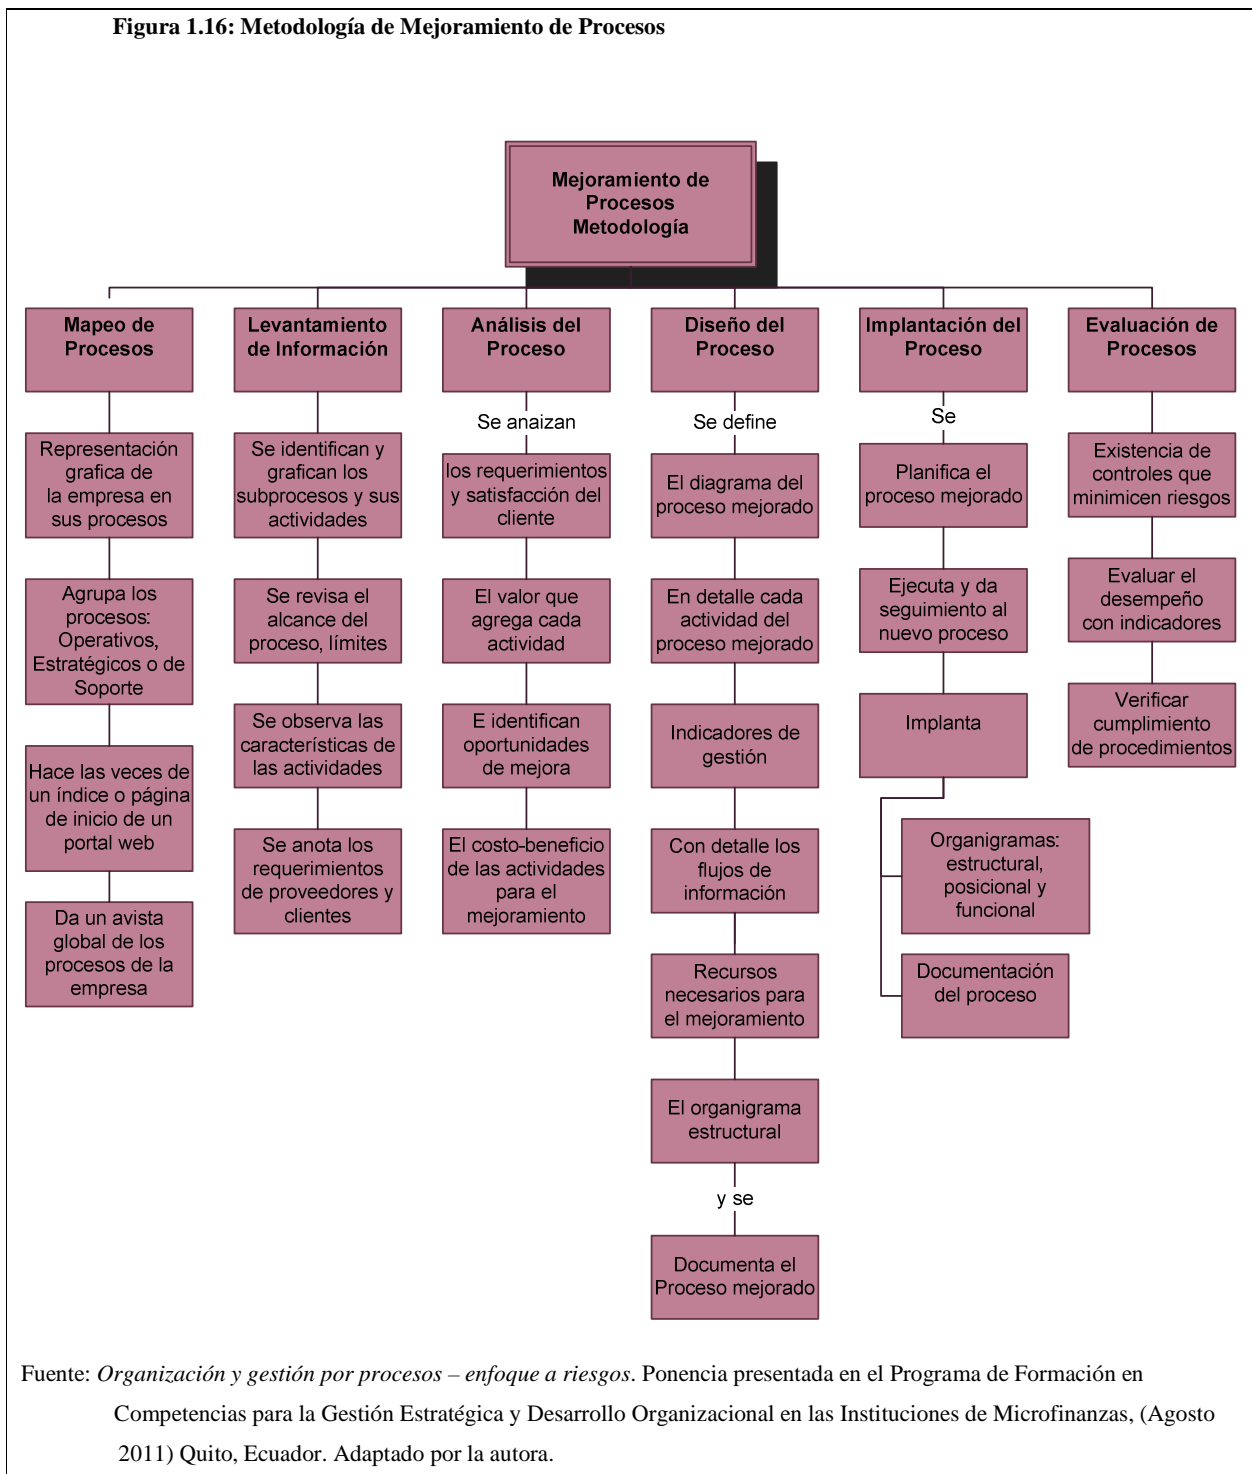 Figura 1.16: Metodología de Mejoramiento de Procesos
Mejoramiento de
Procesos
Metodología
Mapeo de
Procesos
Representación
grafica de
la empresa en
sus procesos
Agrupa los
procesos:
Operativos,
Estratégicos o de
Soporte
Hace las veces de
un índice o página
de inicio de un
portal web
Da un avista
global de los
procesos de la
empresa
Levantamiento
de Información
Se identifican y
grafican los
subprocesos y sus
actividades
Se revisa el
alcance del
proceso, límites
Se observa las
características de
las actividades
Se anota los
requerimientos
de proveedores y
clientes
Análisis del
Proceso
Se anaizan
los requerimientos
y satisfacción del
cliente
El valor que
agrega cada
actividad
E identifican
oportunidades
de mejora
El costo-beneficio
de las actividades
para el
mejoramiento
Diseño del
Proceso
Se define
El diagrama del
proceso mejorado
En detalle cada
actividad del
proceso mejorado
Indicadores de
gestión
Con detalle los
flujos de
información
Recursos
necesarios para
el mejoramiento
El organigrama
estructural
y se
Documenta el
Proceso mejorado
Implantación del
Proceso
Se
Planifica el
proceso mejorado
Ejecuta y da
seguimiento al
nuevo proceso
Implanta
Organigramas:
estructural,
posicional y
funcional
Documentación
del proceso
Evaluación de
Procesos
Existencia de
controles que
minimicen riesgos
Evaluar el
desempeño
con indicadores
Verificar
cumplimiento
de procedimientos
Fuente: Organización y gestión por procesos – enfoque a riesgos. Ponencia presentada en el Programa de Formación en
Competencias para la Gestión Estratégica y Desarrollo Organizacional en las Instituciones de Microfinanzas, (Agosto
2011) Quito, Ecuador. Adaptado por la autora.